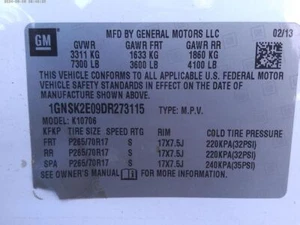 GM
MFD BY GENERAL MOTORS LLC
02/13
GVWR GAWR FRT GAWR RR
3311 KG 1633 KG 1860 KG
7300 LB 3600 LB 4100 LB
THIS VEHICLE CONFORMS TO ALL APPLICABLE U.S. FEDERAL MOTOR
VEHICLE SAFETY STANDARDS IN EFFECT ON THE DATE OF
MANUFACTURE SHOWN ABOVE.
1GNSK2E09DR273115 TYPE: M.P.V.
MODEL: K10706
TIRE SIZE SPEED RTG RIM COLD TIRE PRESSURE
FRT P265/70R17 S 17X7.5J 220KPA(32PSI)
RR P265/70R17 S 17X7.5J 220KPA(32PSI)
SPA P265/70R17 S 17X7.5J 240KPA(35PSI)
SEE OWNER'S MANUAL FOR ADDITIONAL INFORMATION